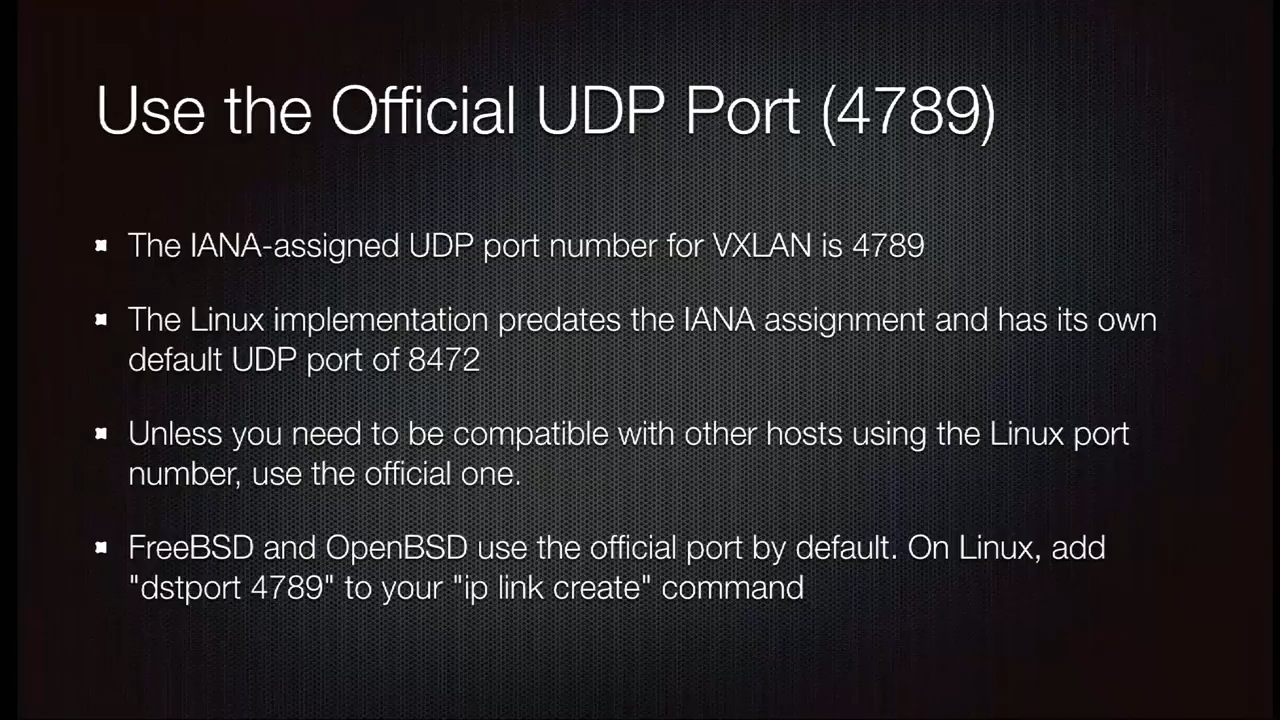 Use the Official UDP Port (4789)
The IANA-assigned UDP port number for VXLAN is 4789
The Linux implementation predates the IANA assignment and has its own
default UDP port of 8472
Unless you need to be compatible with other hosts using the Linux port
number, use the official one.
FreeBSD and OpenBSD use the official port by default. On Linux, add
"dstport 4789" to your "ip link create" command